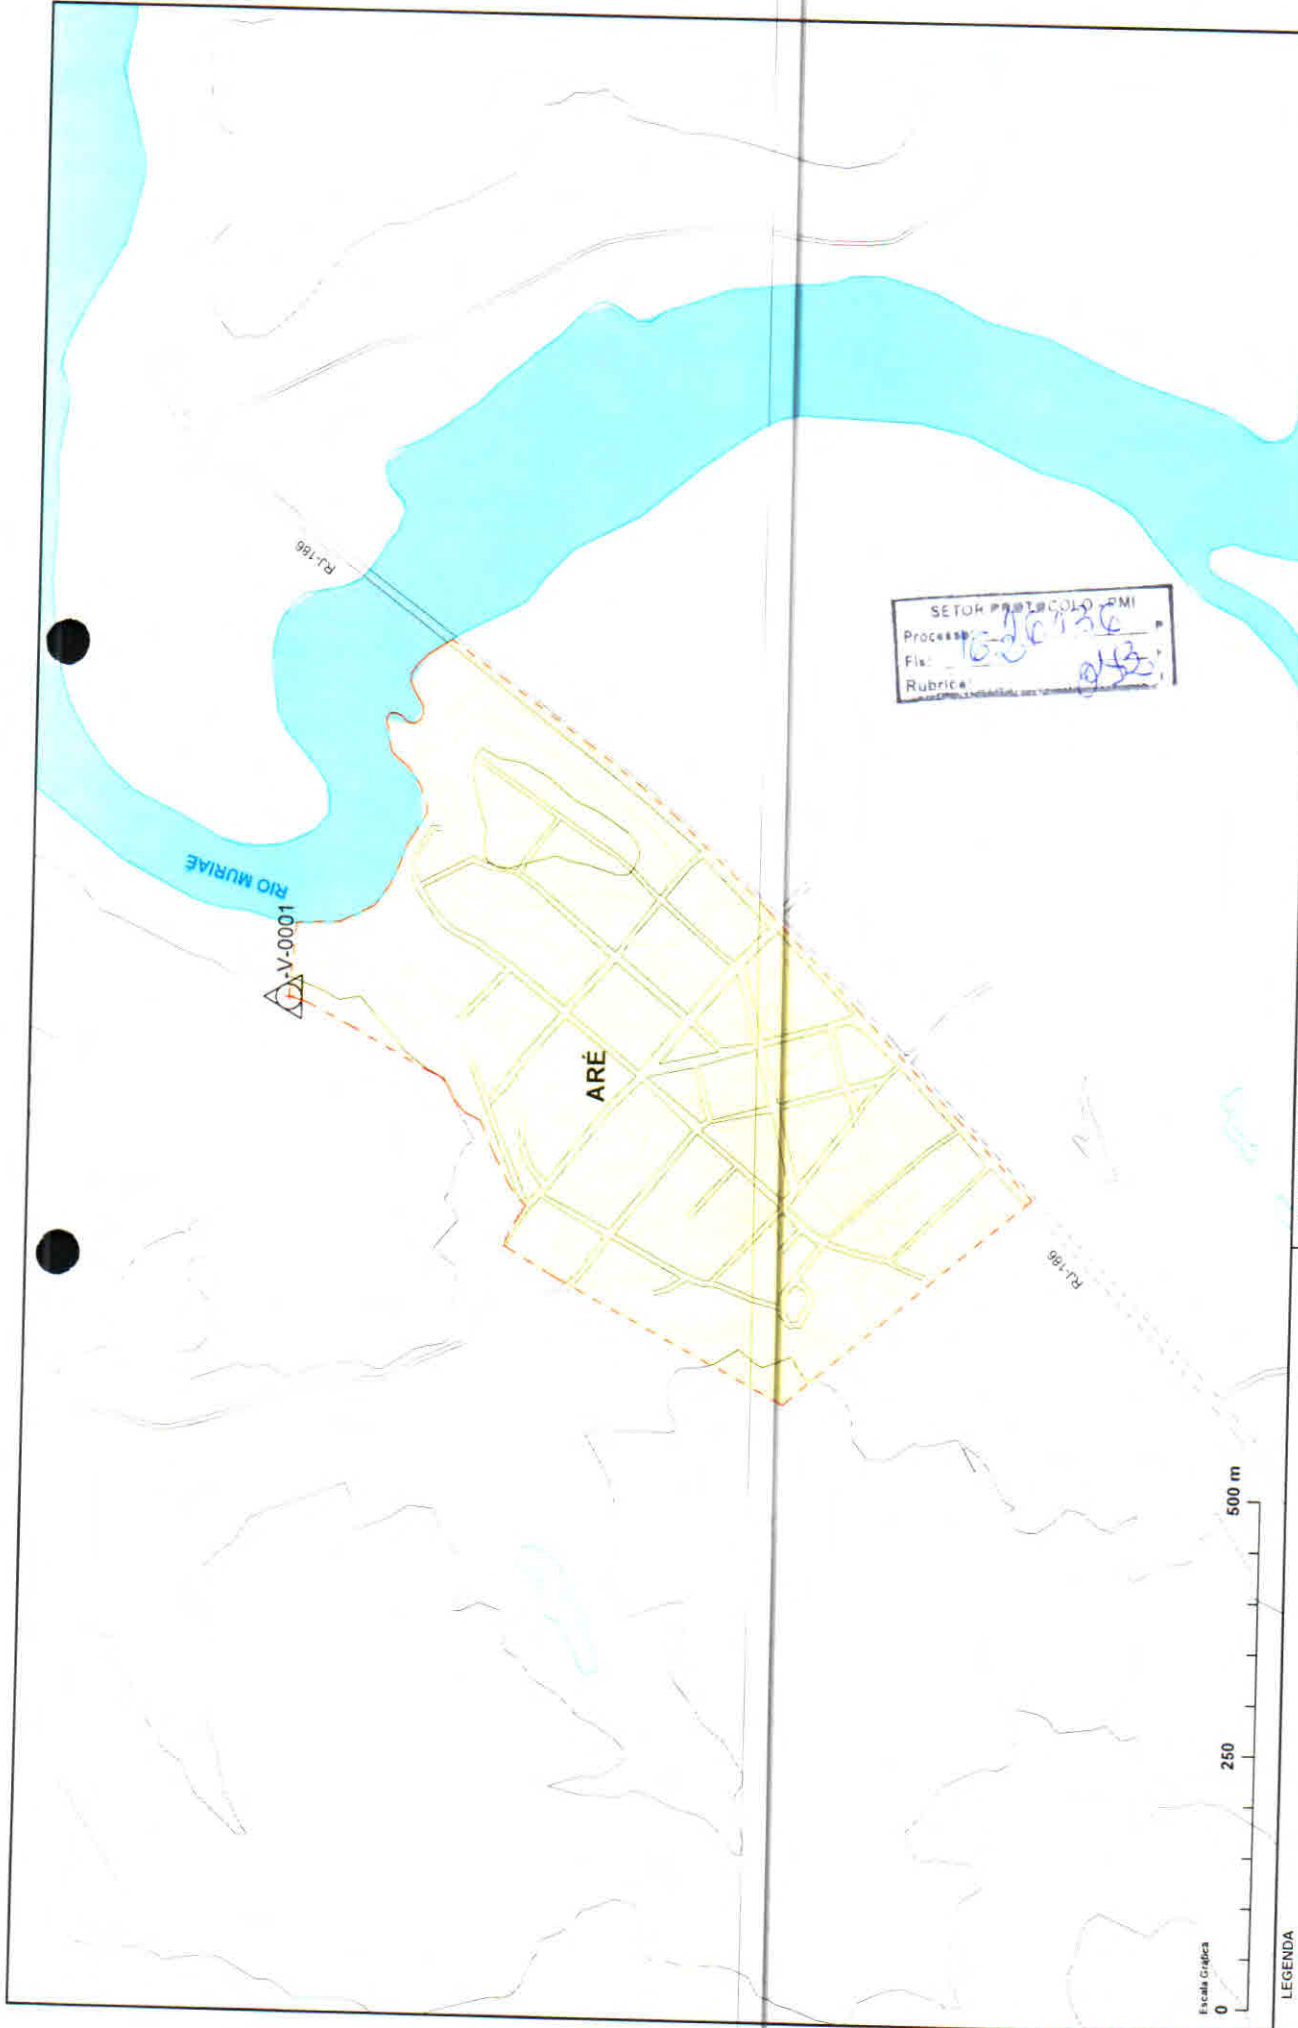 RJ-186
RIO MURIAÉ
-V-0001
ARÉ
RJ-186
SETOR PROTOCOLO - PMI
Processo:
Fls:
Rubrica:
Escala Gráfica
0 250 500 m
LEGENDA